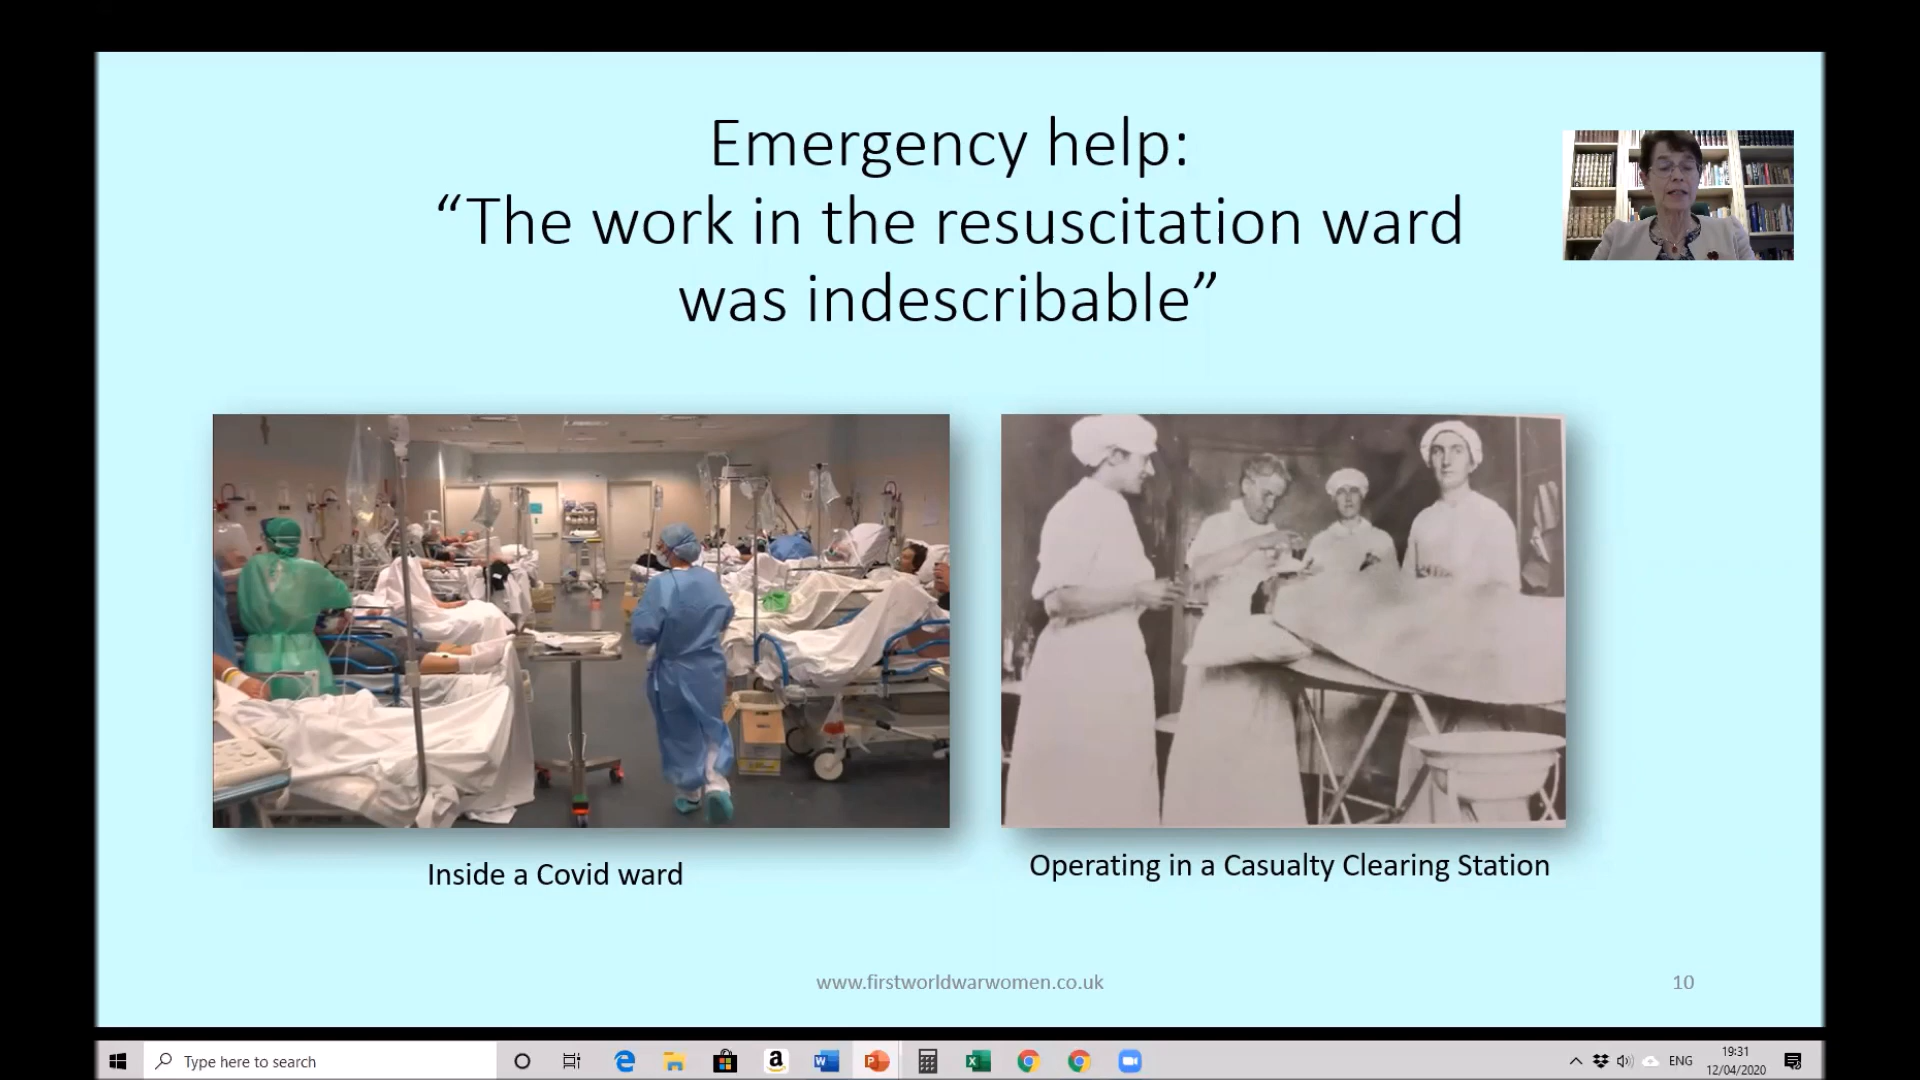 Emergency help:
“The work in the resuscitation ward
was indescribable”
Inside a Covid ward
Operating in a Casualty Clearing Station
www.firstworldwarwomen.co.uk
10
Type here to search
ENG
19:31
12/04/2020